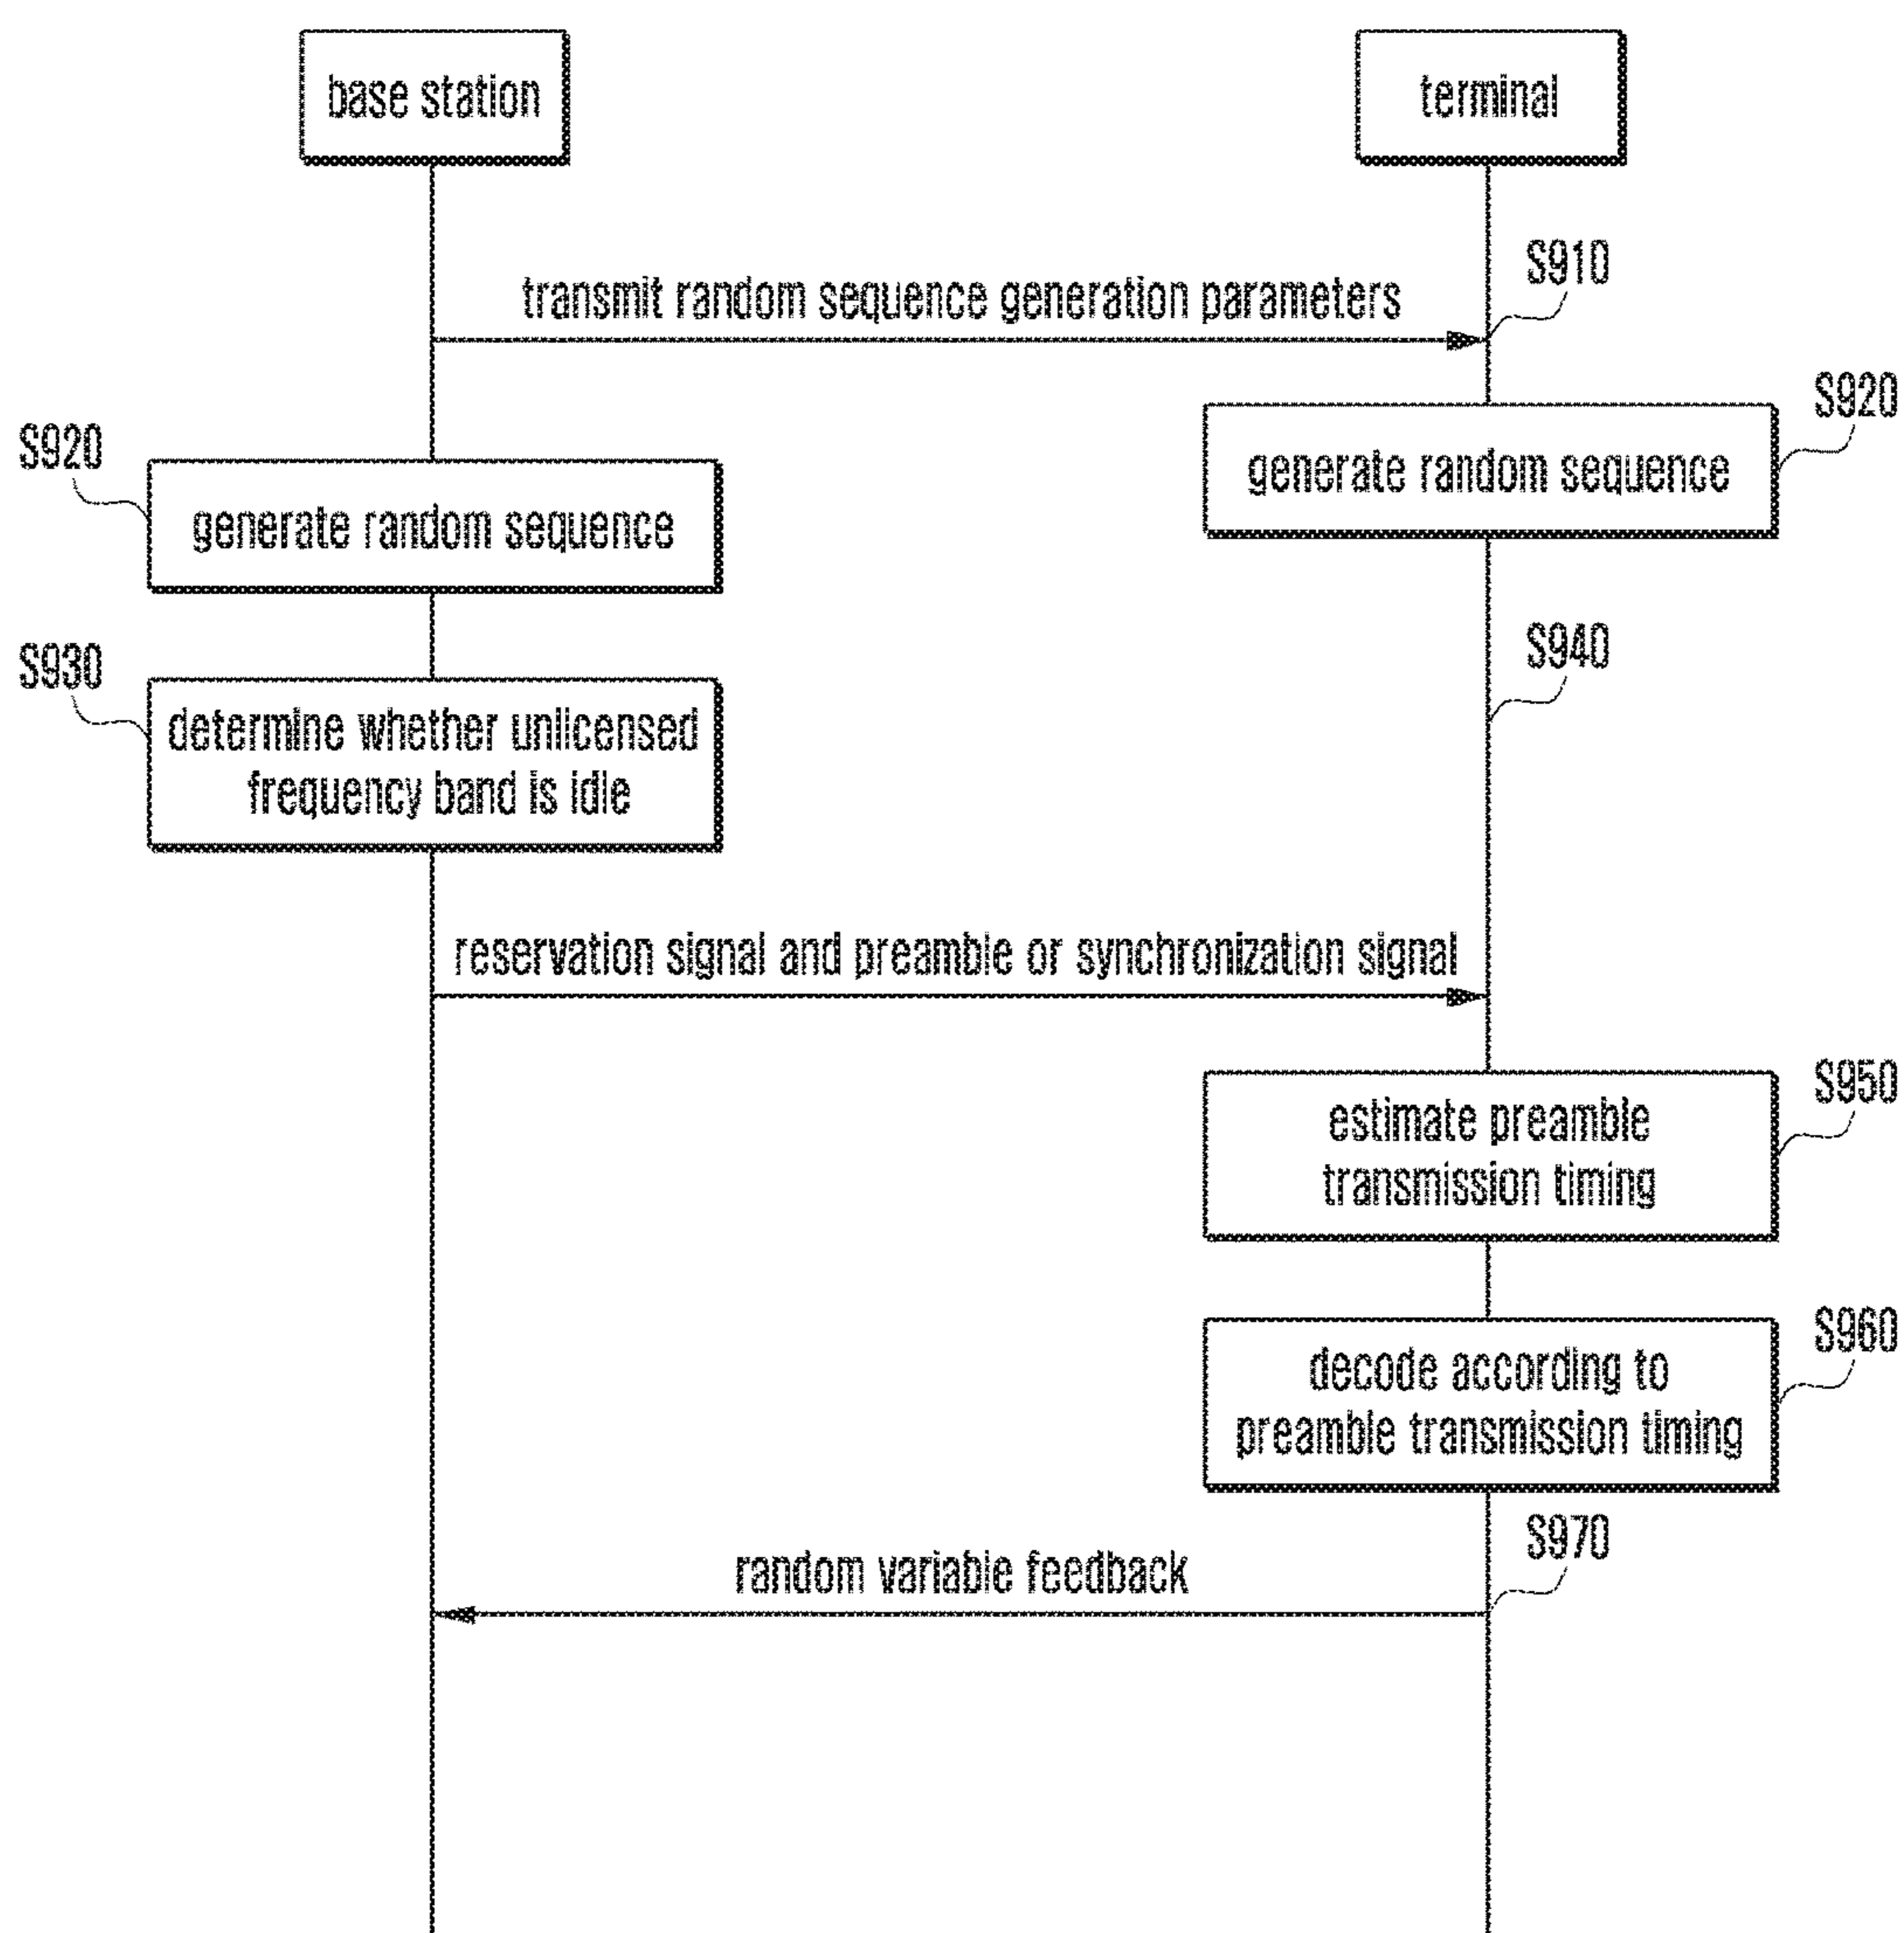 base station
terminal
S910
transmit random sequence generation parameters
S920
generate random sequence
S920
generate random sequence
S930
determine whether unlicensed
frequency band is idle
S940
reservation signal and preamble or synchronization signal
S950
estimate preamble
transmission timing
S960
decode according to
preamble transmission timing
S970
random variable feedback